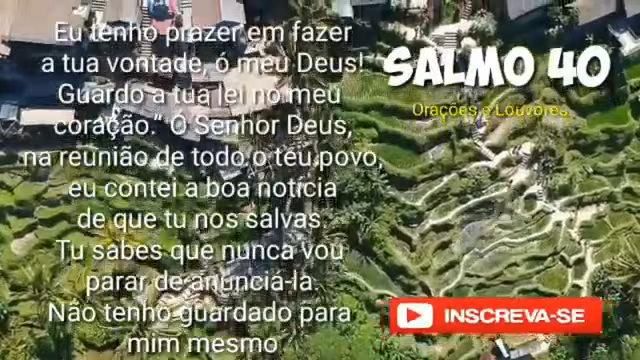 Eu tenho prazer em fazer
a tua vontade, ó meu Deus!
Guardo a tua lei no meu
coração.” Ó Senhor Deus,
na reunião de todo o teu povo,
eu contei a boa notícia
de que tu nos salvas.
Tu sabes que nunca vou
parar de anunciá-la.
Não tenho guardado para
mim mesmo
SALMO 40
Orações e Louvores
INSCREVA-SE